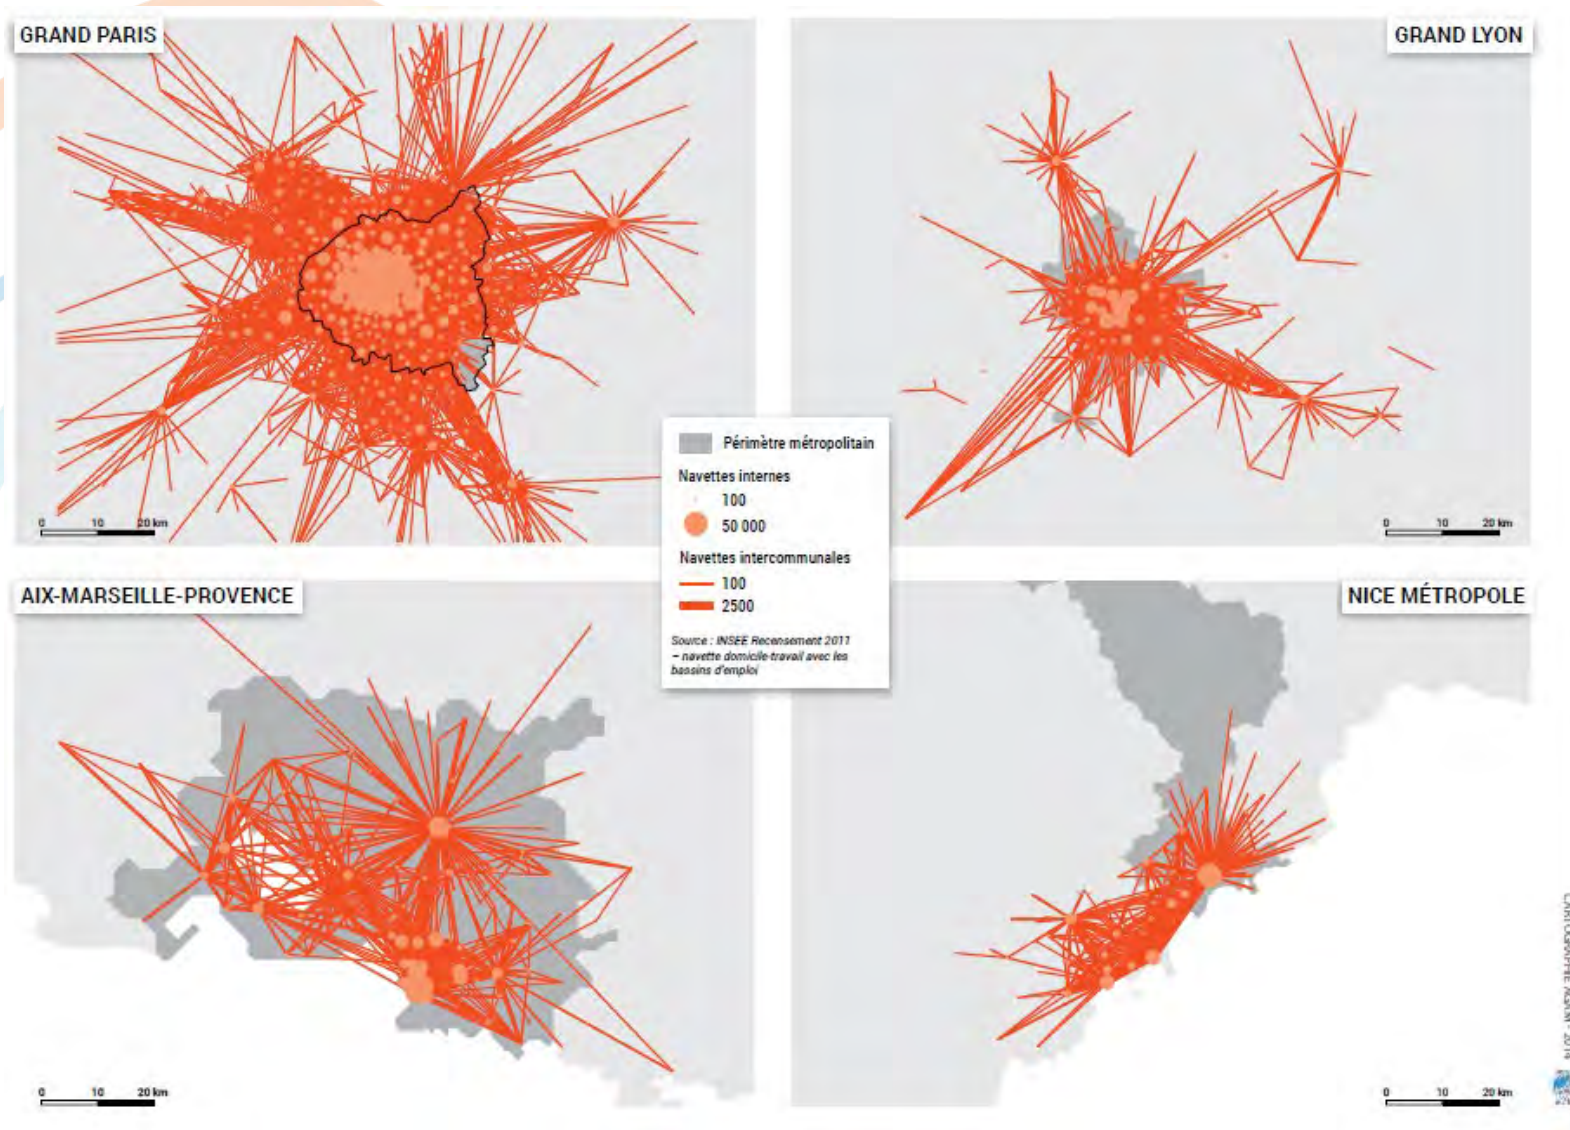 GRAND PARIS
GRAND LYON
0 10 20 km
0 10 20 km
Périmètre métropolitain
Navettes internes
100
50 000
Navettes intercommunales
100
2500
Source : INSEE Recensement 2011
– navette domicile-travail avec les
bassins d'emploi
AIX-MARSEILLE-PROVENCE
NICE MÉTROPOLE
0 10 20 km
0 10 20 km